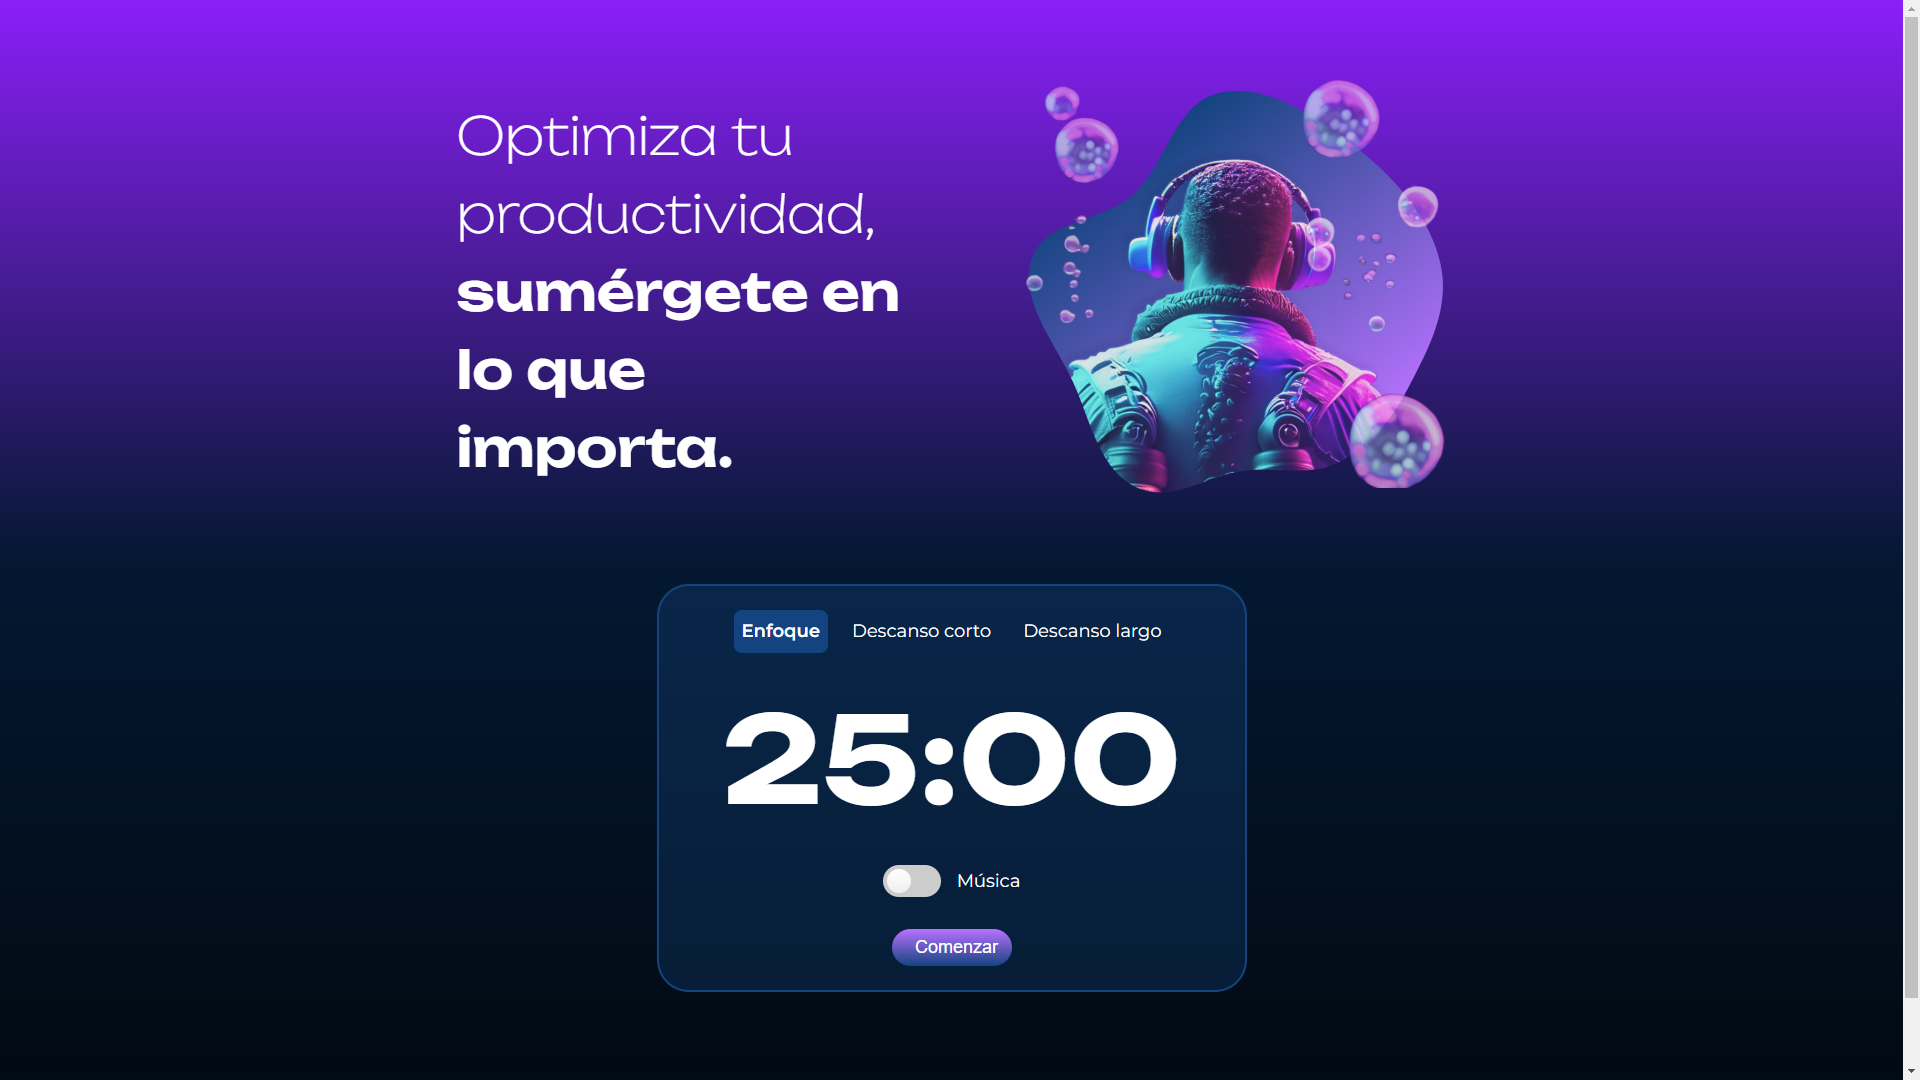 Optimiza tu
productividad,
sumérgete en
lo que
importa.
Enfoque Descanso corto Descanso largo
25:00
Música
Comenzar